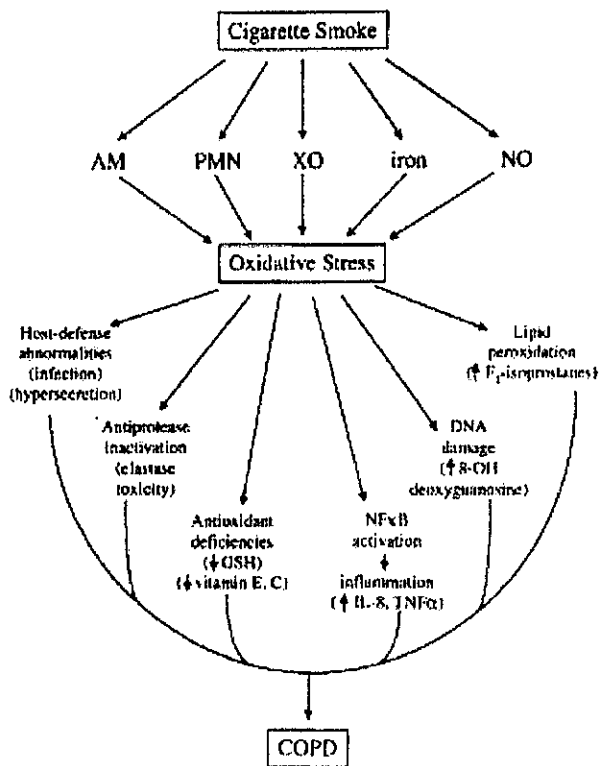 Cigarette Smoke
AM PMN XO iron NO
Oxidative Stress
Host-defense
abnormalities
(infection)
(hypersecretion)
Antiprotease
inactivation
(elastase
toxicity)
Antioxidant
deficiencies
(↓GSH)
(↓vitamin E, C)
NFκB
activation
inflammation
(↑ IL-8, TNFα)
DNA
damage
(↑8-OH
deoxyguanosine)
Lipid
peroxidation
(↑ F₂-isoprostanes)
COPD